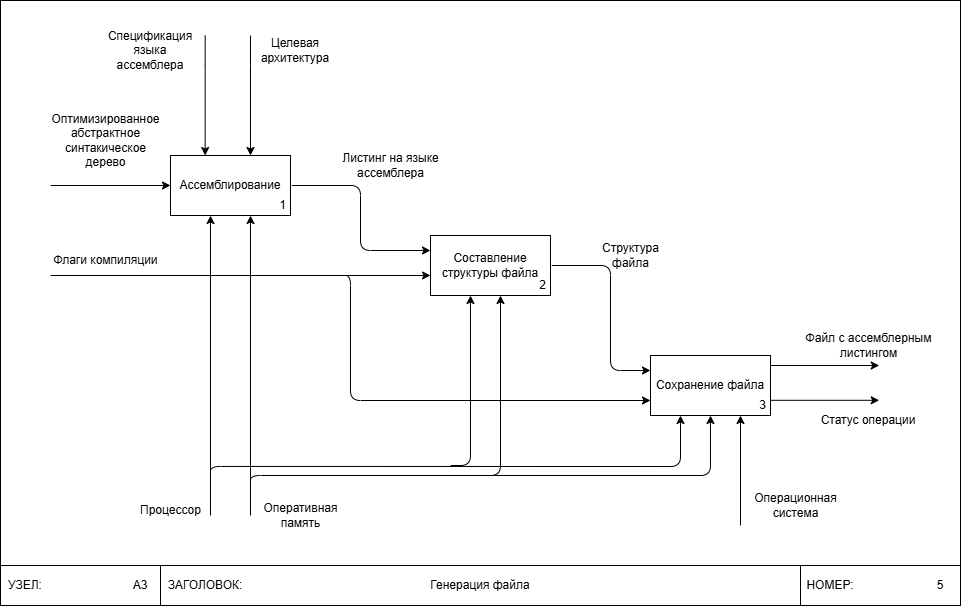 Спецификация
языка
ассемблера
Целевая
архитектура
Оптимизированное
абстрактное
синтакическое
дерево
Ассемблирование
1
Листинг на языке
ассемблера
Флаги компиляции
Составление
структуры файла
2
Структура
файла
Файл с ассемблерным
листингом
Сохранение файла
3
Статус операции
Процессор
Оперативная
память
Операционная
система
УЗЕЛ: А3 ЗАГОЛОВОК: Генерация файла НОМЕР: 5